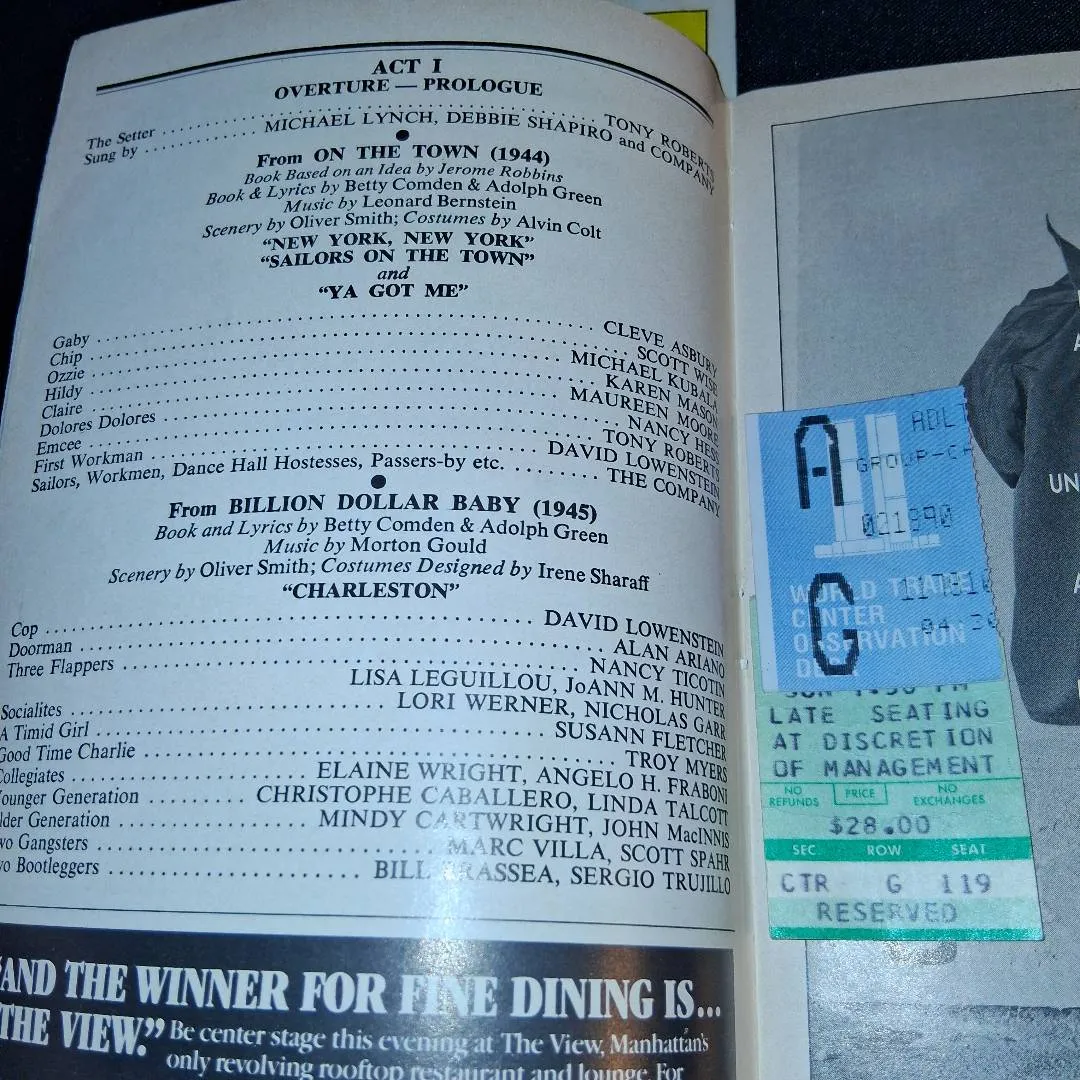 ACT I
OVERTURE — PROLOGUE
The Setter ........ TONY ROBERTS
Sung by ........ MICHAEL LYNCH, DEBBIE SHAPIRO and COMPANY
●
From ON THE TOWN (1944)
Book Based on an Idea by Jerome Robbins
Book & Lyrics by Betty Comden & Adolph Green
Music by Leonard Bernstein
Scenery by Oliver Smith; Costumes by Alvin Colt
“NEW YORK, NEW YORK”
“SAILORS ON THE TOWN”
and
“YA GOT ME”
Gaby ........ CLEVE ASBURY
Chip ........ SCOTT WISE
Ozzie ........ MICHAEL KUBALA
Hildy ........ KAREN MASON
Claire ........ MAUREEN MOORE
Dolores Dolores ........ NANCY HESS
Emcee ........ TONY ROBERTS
First Workman ........ DAVID LOWENSTEIN
Sailors, Workmen, Dance Hall Hostesses, Passers-by etc. ........ THE COMPANY
●
From BILLION DOLLAR BABY (1945)
Book and Lyrics by Betty Comden & Adolph Green
Music by Morton Gould
Scenery by Oliver Smith; Costumes Designed by Irene Sharaff
“CHARLESTON”
Cop ........ DAVID LOWENSTEIN
Doorman ........ ALAN ARIANO
Three Flappers ........ NANCY TICOTIN
LISA LEGUILLOU, JoANN M. HUNTER
Socialites ........ LORI WERNER, NICHOLAS GARR
A Timid Girl ........ SUSANN FLETCHER
Good Time Charlie ........ TROY MYERS
Collegiates ........ ELAINE WRIGHT, ANGELO H. FRABONI
ounger Generation ........ CHRISTOPHE CABALLERO, LINDA TALCOTT
lder Generation ........ MINDY CARTWRIGHT, JOHN MacINNIS
wo Gangsters ........ MARC VILLA, SCOTT SPAHR
wo Bootleggers ........ BILL BRASSEA, SERGIO TRUJILLO
“AND THE WINNER FOR FINE DINING IS...
THE VIEW.” Be center stage this evening at The View, Manhattan's
only revolving rooftop restaurant and lounge. For
UN
A
ADL
GROUP-CH
021890
G
WORLD TRADE
CENTER
OBSERVATION
DECK
LATE SEATING
AT DISCRETION
OF MANAGEMENT
NO REFUNDS
PRICE
NO EXCHANGES
$28.00
SEC ROW SEAT
CTR G 119
RESERVED